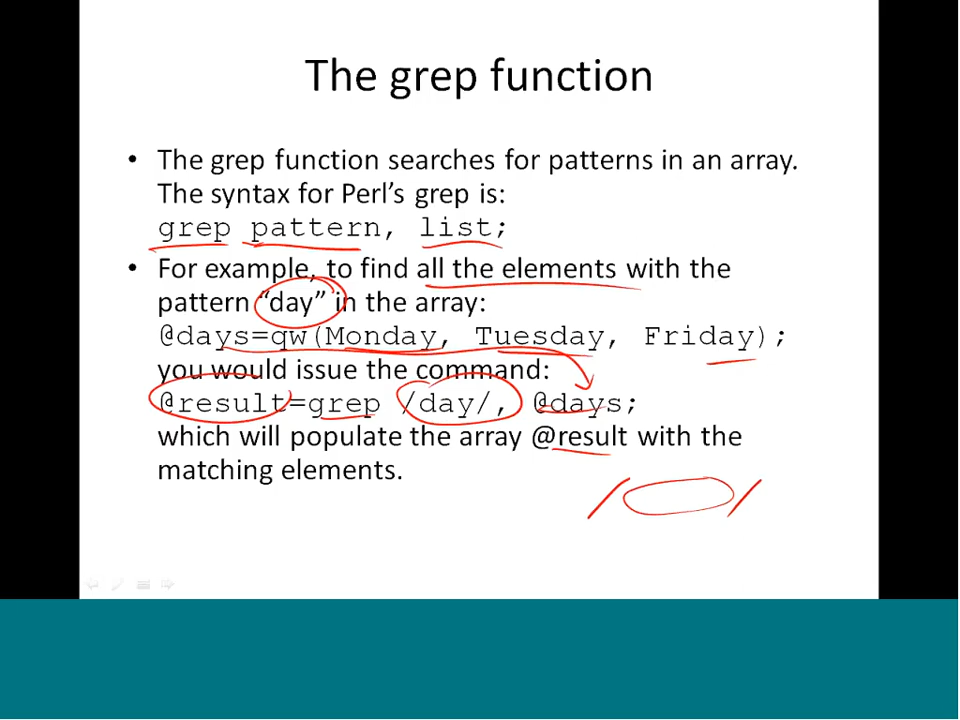 The grep function
• The grep function searches for patterns in an array.
The syntax for Perl’s grep is:
grep pattern, list;
• For example, to find all the elements with the
pattern “day” in the array:
@days=qw(Monday, Tuesday, Friday);
you would issue the command:
@result=grep /day/, @days;
which will populate the array @result with the
matching elements.